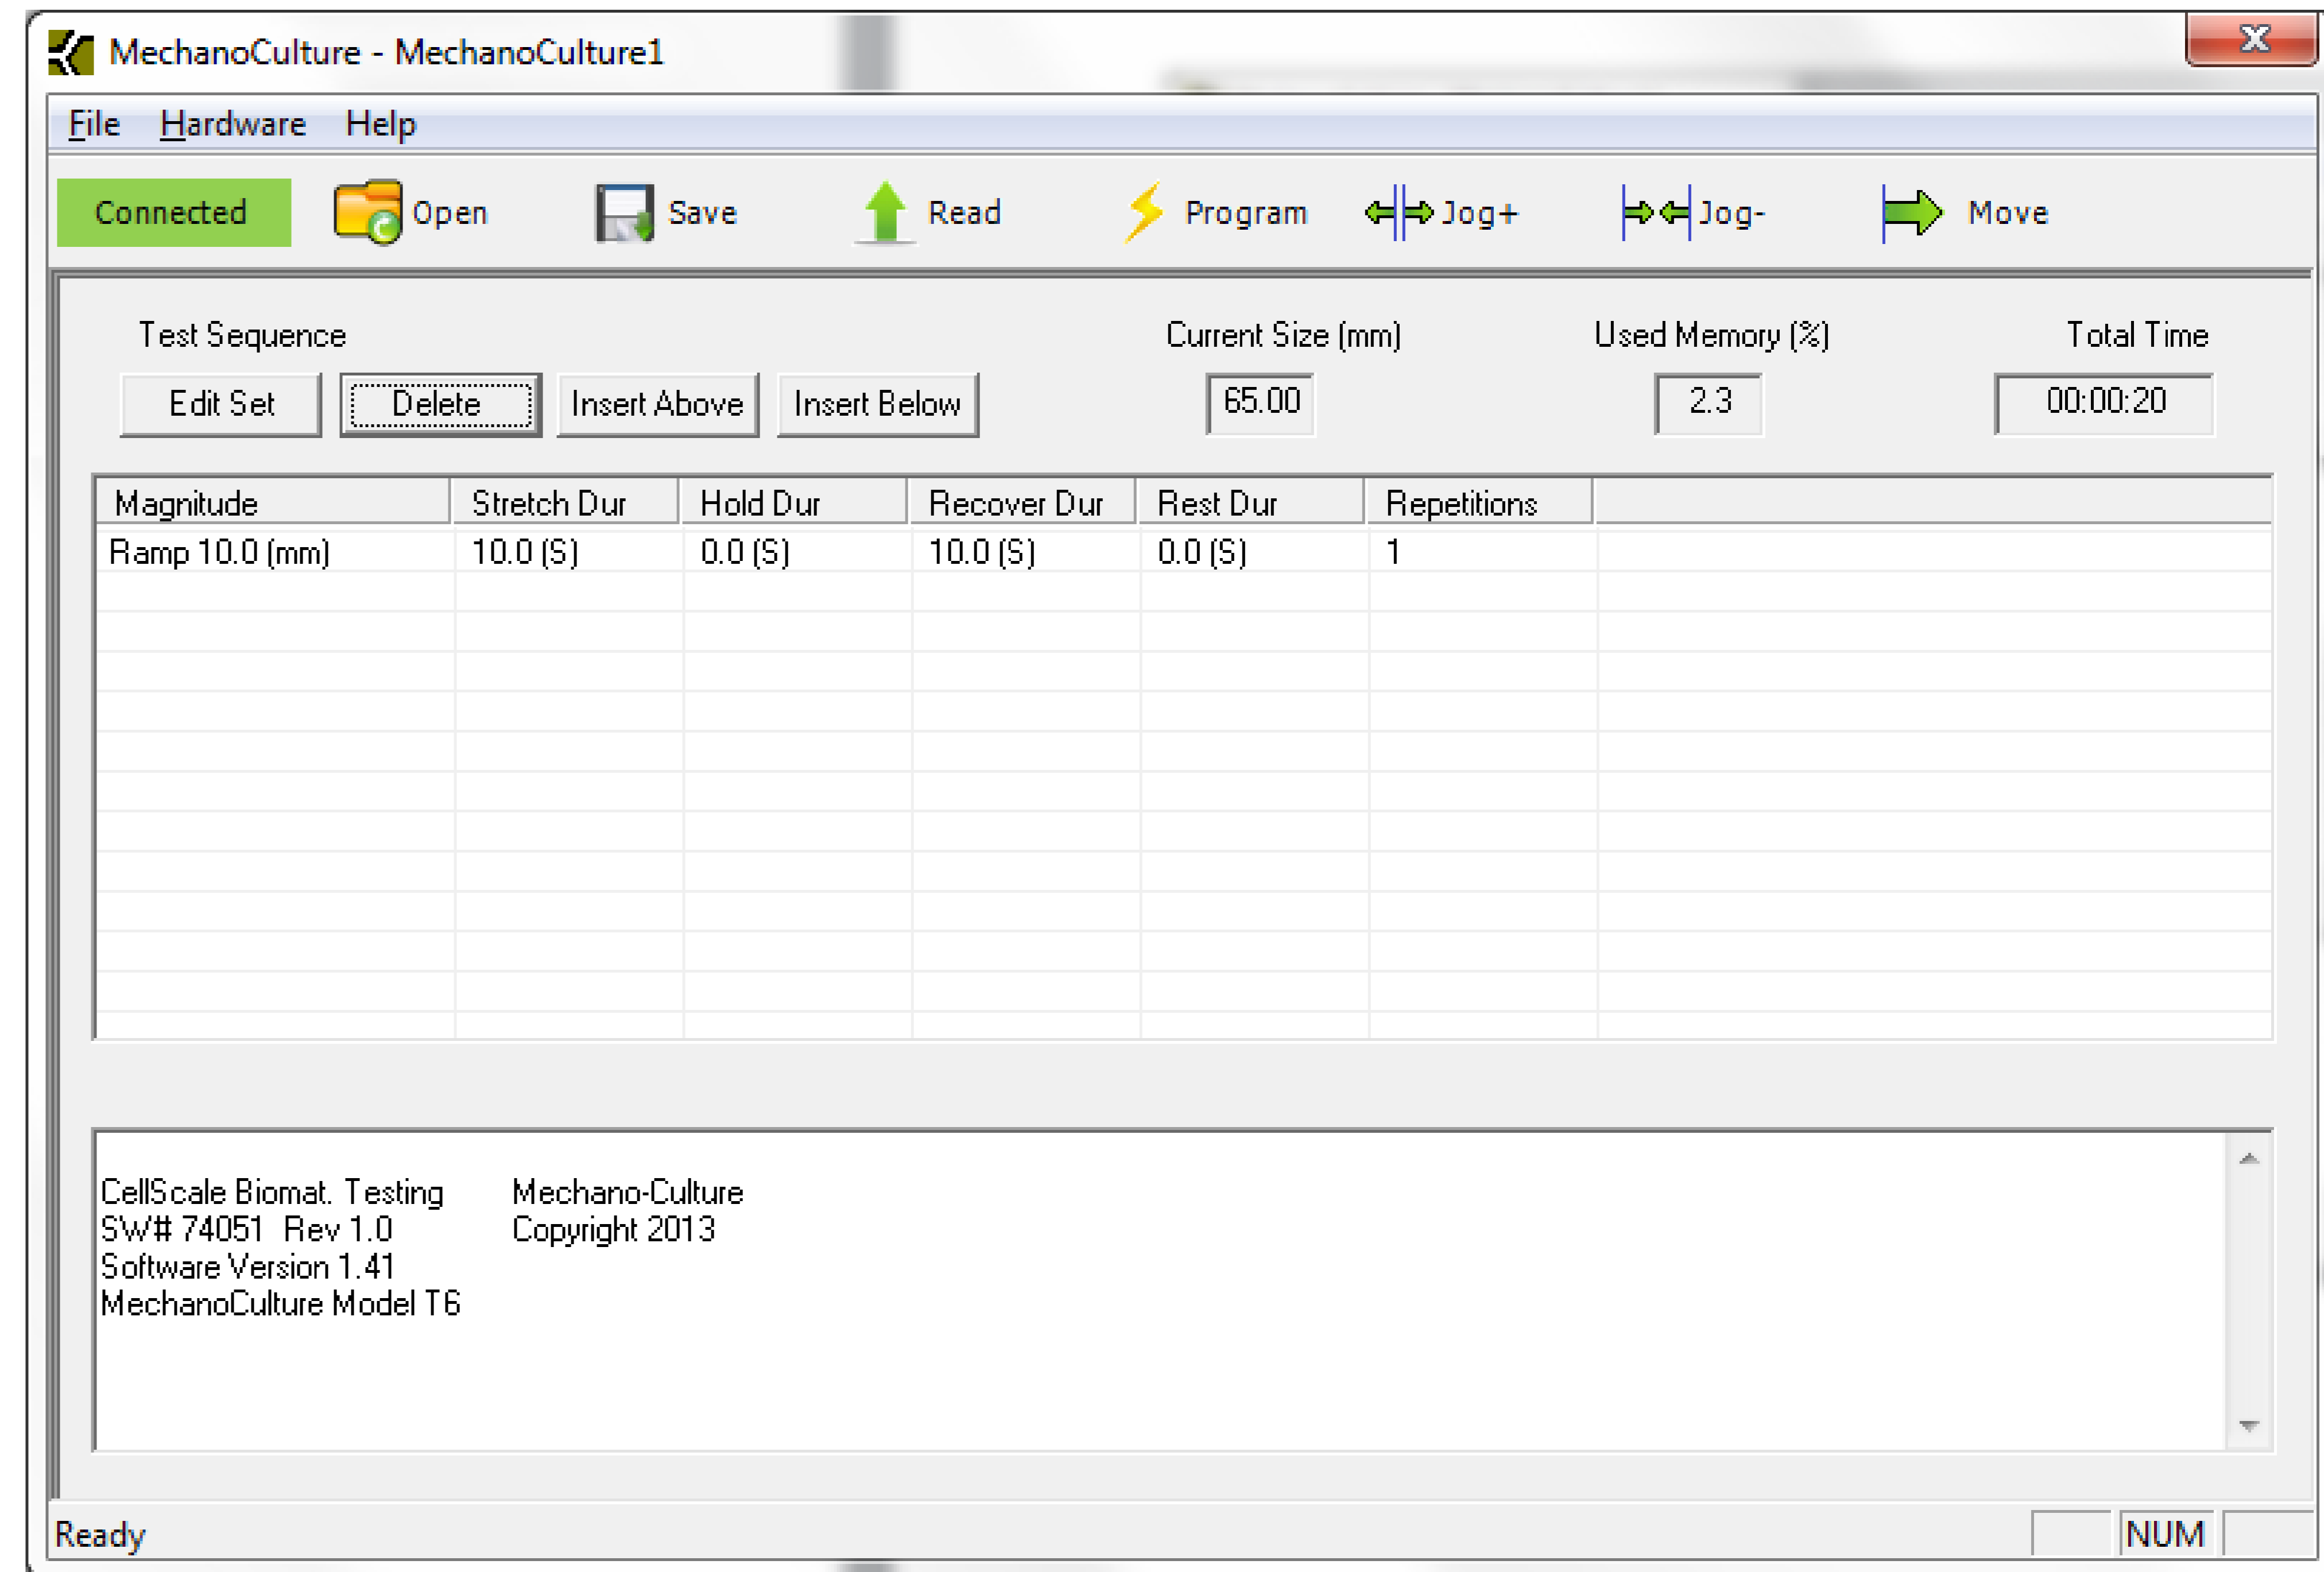 MechanoCulture - MechanoCulture1
File Hardware Help
Connected Open Save Read Program Jog+ Jog- Move
Test Sequence Current Size (mm) Used Memory (%) Total Time
Edit Set Delete Insert Above Insert Below 65.00 2.3 00:00:20
Magnitude Stretch Dur Hold Dur Recover Dur Rest Dur Repetitions
Ramp 10.0 (mm) 10.0 (S) 0.0 (S) 10.0 (S) 0.0 (S) 1
CellScale Biomat. Testing Mechano-Culture
SW# 74051 Rev 1.0 Copyright 2013
Software Version 1.41
MechanoCulture Model T6
Ready NUM